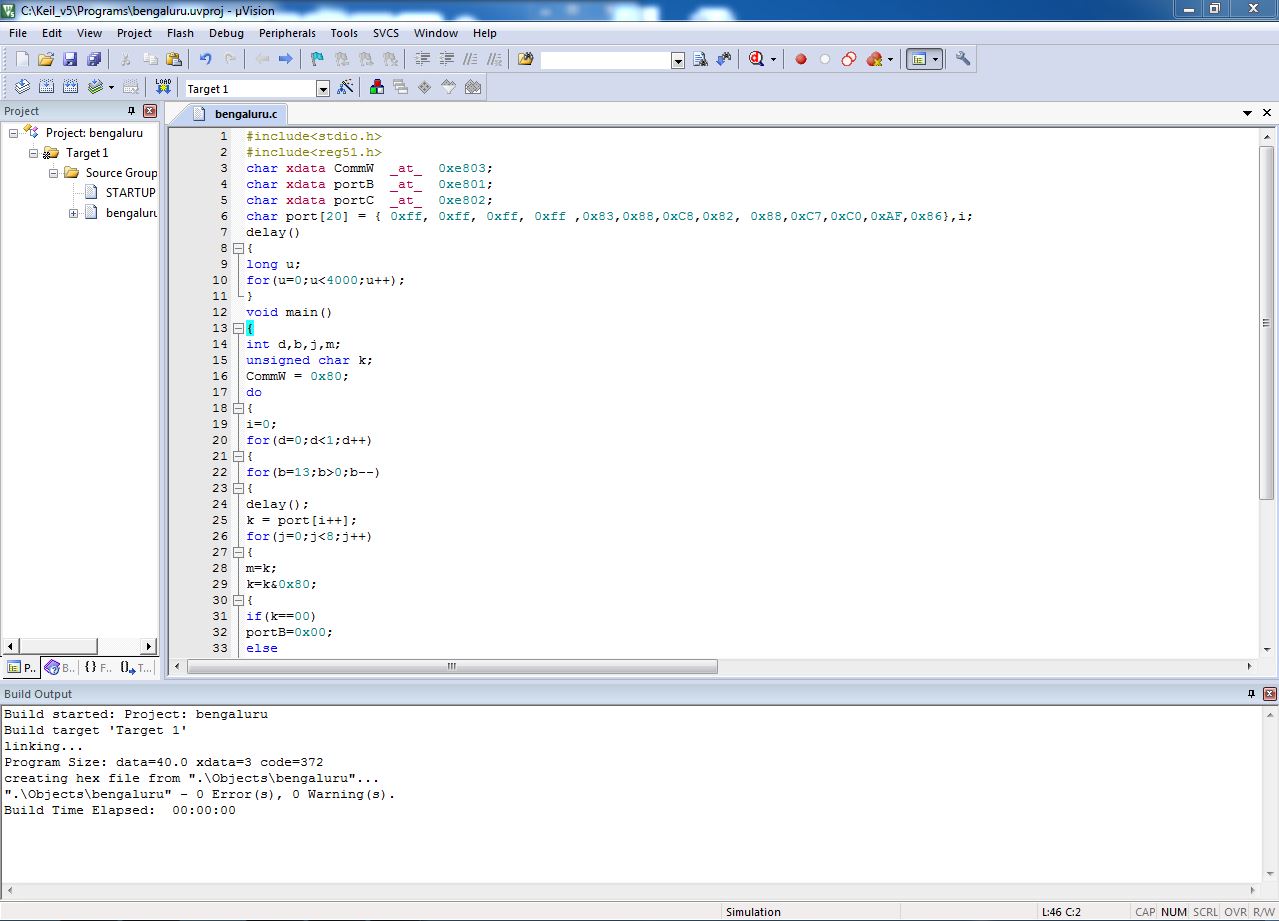 C:\Keil_v5\Programs\bengaluru.uvproj - µVision
File Edit View Project Flash Debug Peripherals Tools SVCS Window Help
LOAD
Target 1
Project
Project: bengaluru
Target 1
Source Group
STARTUP
bengaluru
P..
B..
{} F..
T...
bengaluru.c
1 #include<stdio.h>
2 #include<reg51.h>
3 char xdata CommW _at_ 0xe803;
4 char xdata portB _at_ 0xe801;
5 char xdata portC _at_ 0xe802;
6 char port[20] = { 0xff, 0xff, 0xff, 0xff ,0x83,0x88,0xC8,0x82, 0x88,0xC7,0xC0,0xAF,0x86},i;
7 delay()
8 {
9 long u;
10 for(u=0;u<4000;u++);
11 }
12 void main()
13 {
14 int d,b,j,m;
15 unsigned char k;
16 CommW = 0x80;
17 do
18 {
19 i=0;
20 for(d=0;d<1;d++)
21 {
22 for(b=13;b>0;b--)
23 {
24 delay();
25 k = port[i++];
26 for(j=0;j<8;j++)
27 {
28 m=k;
29 k=k&0x80;
30 {
31 if(k==00)
32 portB=0x00;
33 else
Build Output
Build started: Project: bengaluru
Build target 'Target 1'
linking...
Program Size: data=40.0 xdata=3 code=372
creating hex file from ".\Objects\bengaluru"...
".\Objects\bengaluru" - 0 Error(s), 0 Warning(s).
Build Time Elapsed: 00:00:00
Simulation
L:46 C:2
CAP NUM SCRL OVR R/W